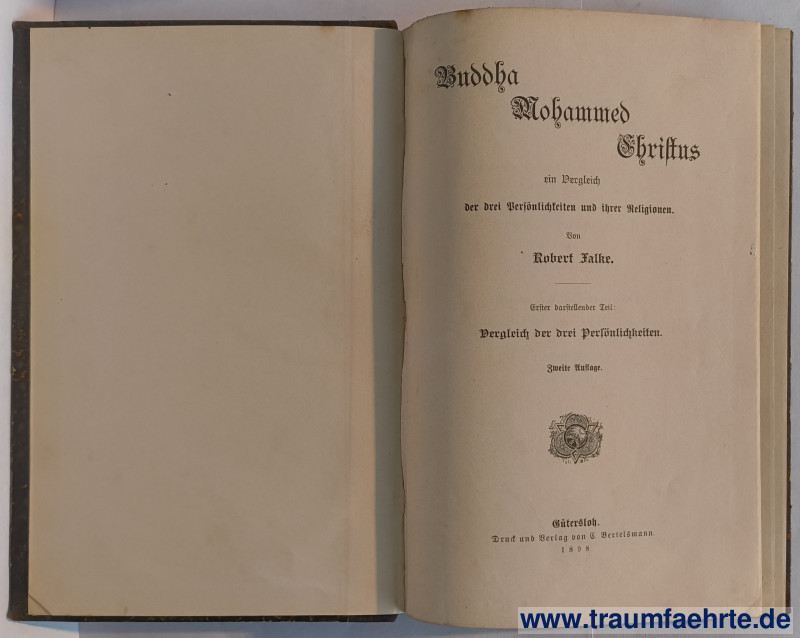 Buddha
Mohammed
Christus
ein Vergleich
der drei Persönlichkeiten und ihrer Religionen.
Von
Robert Falke.
Erster darstellender Teil:
Vergleich der drei Persönlichkeiten.
Zweite Auflage.
Gütersloh.
Druck und Verlag von C. Bertelsmann
1898
www.traumfaehrte.de